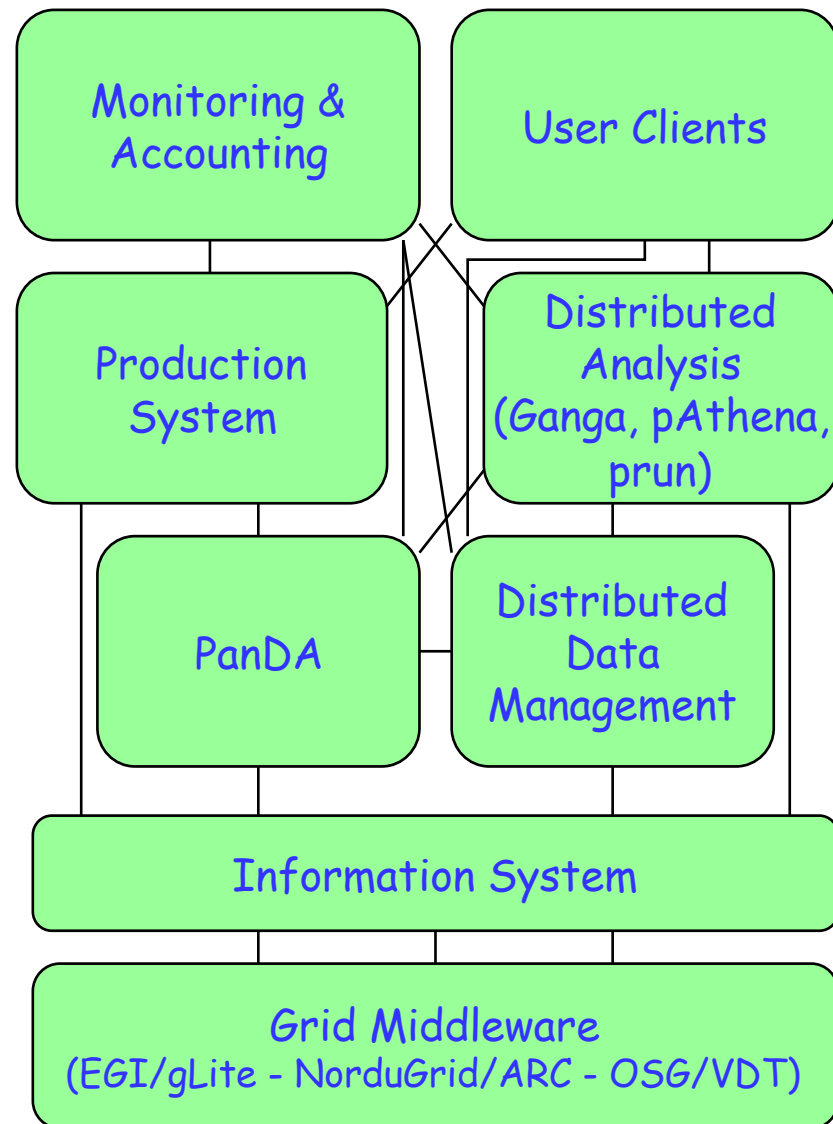 Monitoring &
Accounting
User Clients
Production
System
Distributed
Analysis
(Ganga, pAthena,
prun)
PanDA
Distributed
Data
Management
Information System
Grid Middleware
(EGI/gLite - NorduGrid/ARC - OSG/VDT)